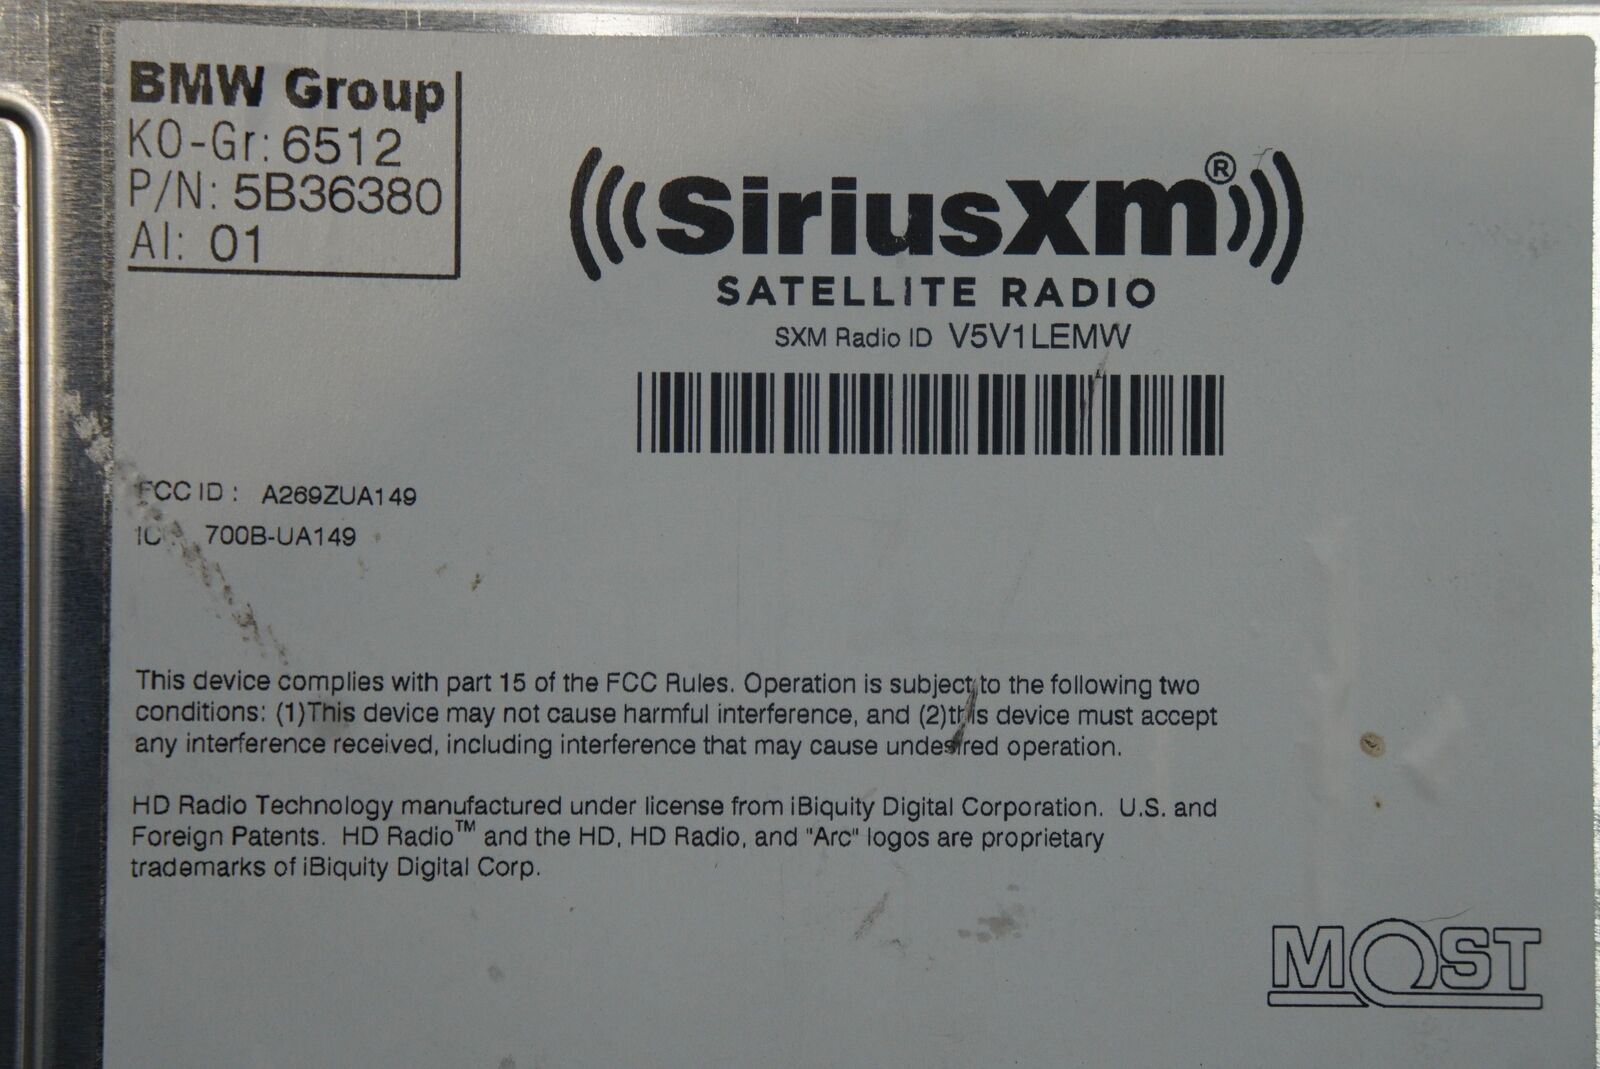 BMW Group
KO-Gr: 6512
P/N: 5B36380
AI: 01
SiriusXM®
SATELLITE RADIO
SXM Radio ID V5V1LEMW
FCC ID : A269ZUA149
IC : 700B-UA149
This device complies with part 15 of the FCC Rules. Operation is subject to the following two
conditions: (1)This device may not cause harmful interference, and (2)this device must accept
any interference received, including interference that may cause undesired operation.
HD Radio Technology manufactured under license from iBiquity Digital Corporation. U.S. and
Foreign Patents. HD Radio™ and the HD, HD Radio, and "Arc" logos are proprietary
trademarks of iBiquity Digital Corp.
MOST